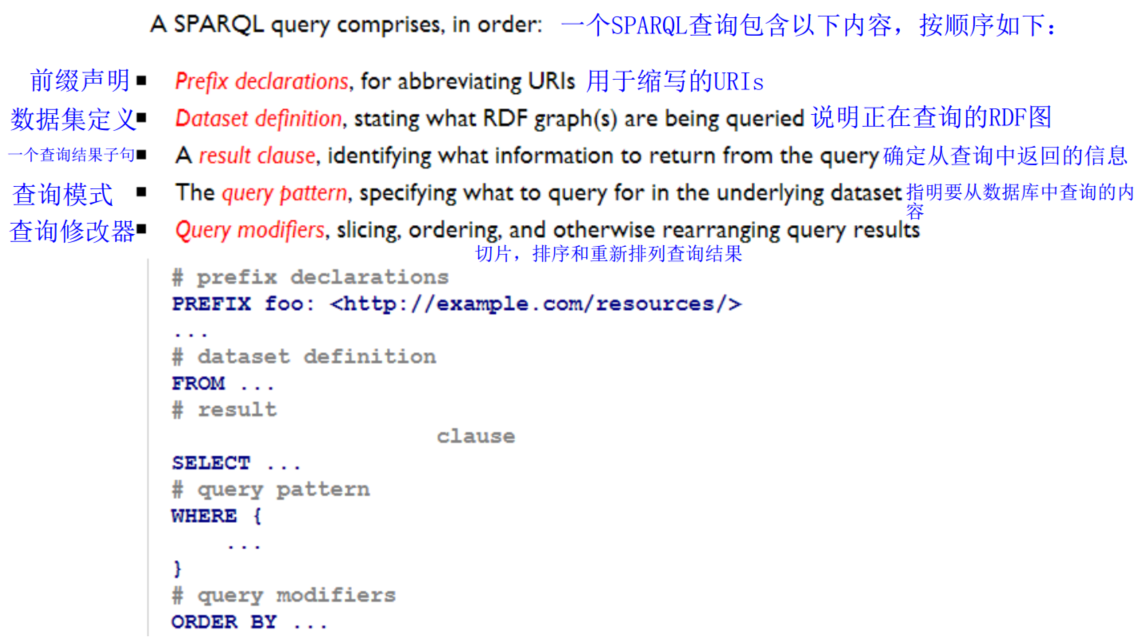 A SPARQL query comprises, in order: 一个SPARQL查询包含以下内容，按顺序如下：
前缀声明 ■ Prefix declarations, for abbreviating URIs 用于缩写的URIs
数据集定义 ■ Dataset definition, stating what RDF graph(s) are being queried 说明正在查询的RDF图
一个查询结果子句 ■ A result clause, identifying what information to return from the query 确定从查询中返回的信息
查询模式 ■ The query pattern, specifying what to query for in the underlying dataset 指明要从数据库中查询的内
容
查询修改器 ■ Query modifiers, slicing, ordering, and otherwise rearranging query results
切片，排序和重新排列查询结果
# prefix declarations
PREFIX foo: <http://example.com/resources/>
...
# dataset definition
FROM ...
# result
clause
SELECT ...
# query pattern
WHERE {
...
}
# query modifiers
ORDER BY ...